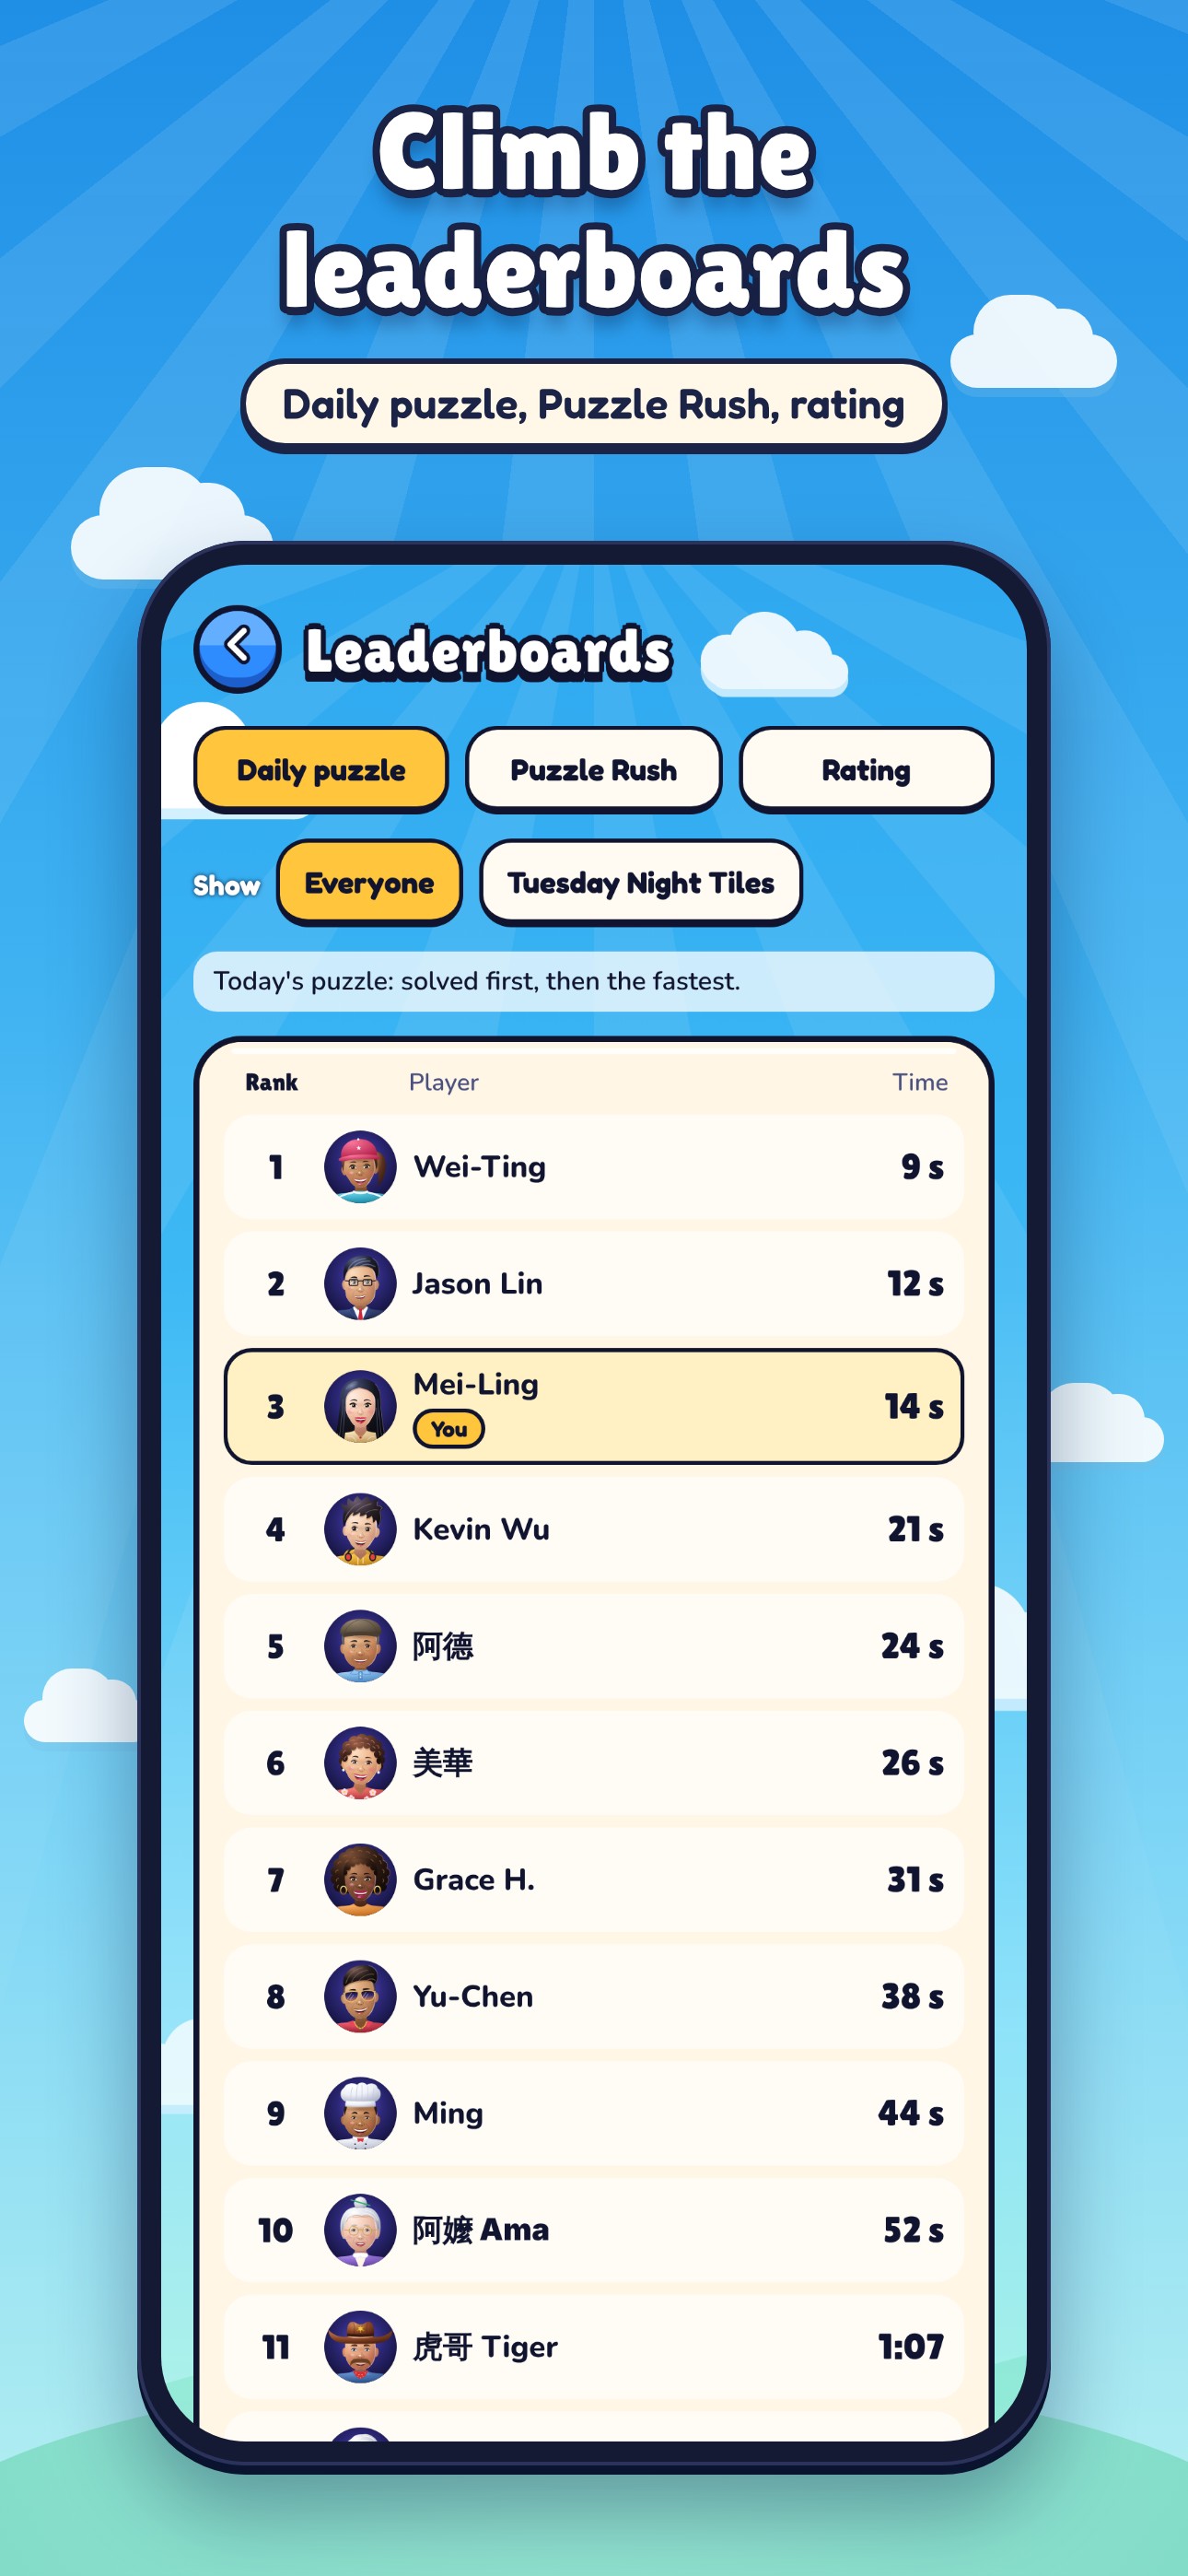 Climb the
leaderboards
Daily puzzle, Puzzle Rush, rating
Leaderboards
Daily puzzle Puzzle Rush Rating
Show Everyone Tuesday Night Tiles
Today's puzzle: solved first, then the fastest.
Rank Player Time
1 Wei-Ting 9 s
2 Jason Lin 12 s
3 Mei-Ling 14 s
You
4 Kevin Wu 21 s
5 阿德 24 s
6 美華 26 s
7 Grace H. 31 s
8 Yu-Chen 38 s
9 Ming 44 s
10 阿嬤 Ama 52 s
11 虎哥 Tiger 1:07